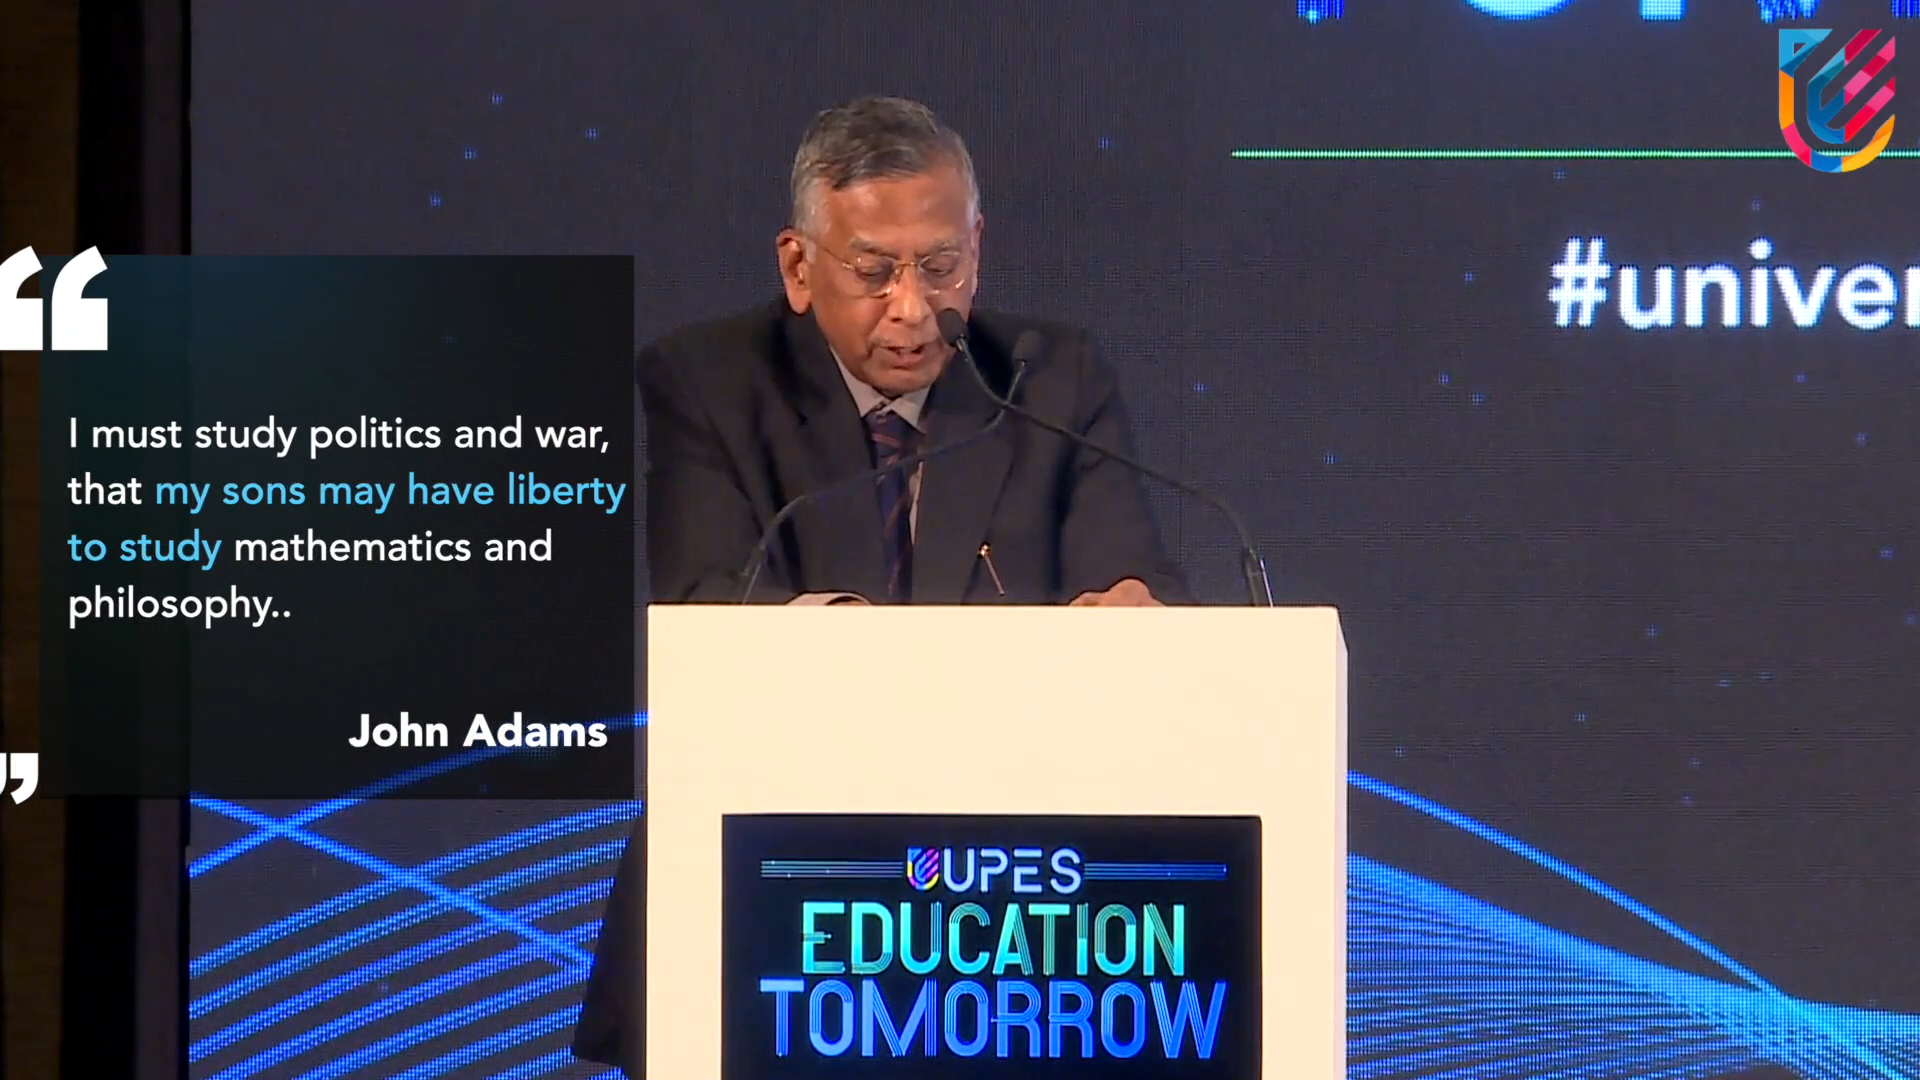 I must study politics and war,
that my sons may have liberty
to study mathematics and
philosophy..
John Adams
#univer
UPES
EDUCATION
TOMORROW